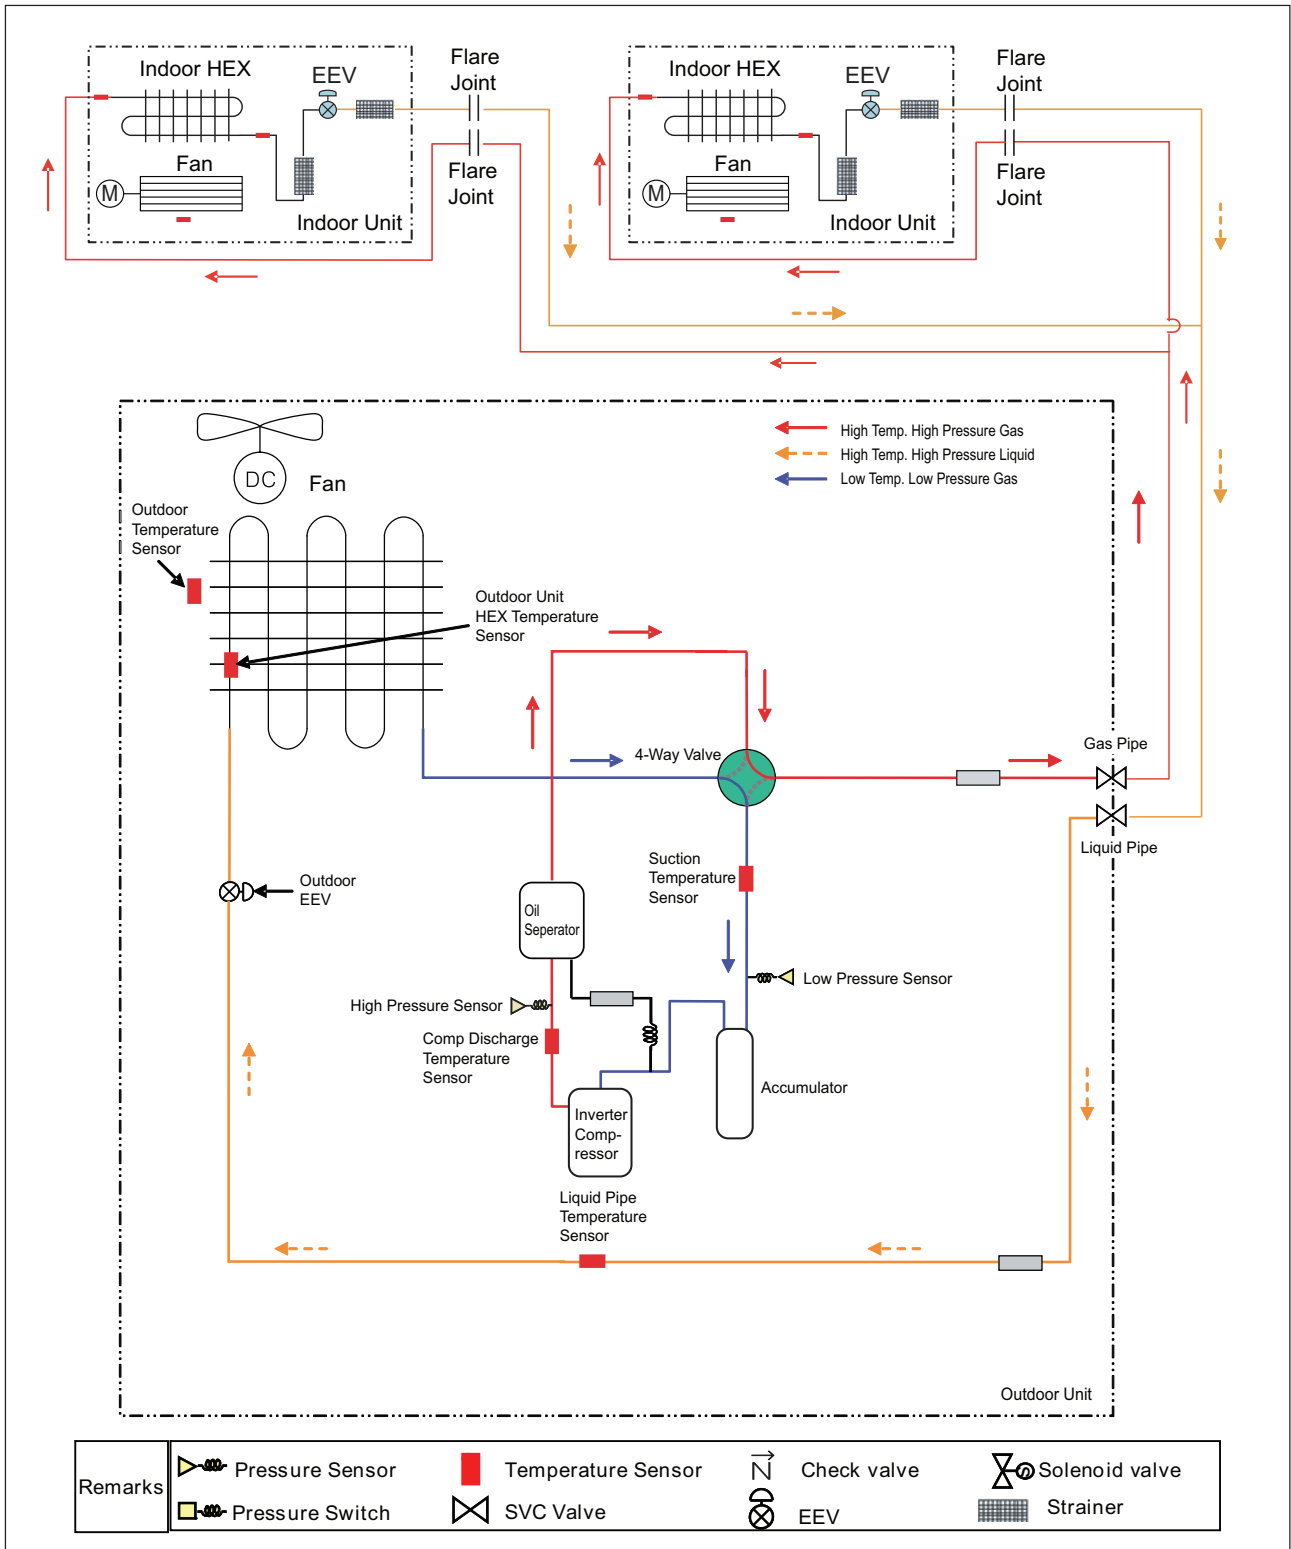 Flare
Joint
Indoor HEX
EEV
Fan
M
Flare
Joint
Indoor Unit
Flare
Joint
Indoor HEX
EEV
Fan
M
Flare
Joint
Indoor Unit
High Temp. High Pressure Gas
High Temp. High Pressure Liquid
Low Temp. Low Pressure Gas
DC
Fan
Outdoor
Temperature
Sensor
Outdoor Unit
HEX Temperature
Sensor
4-Way Valve
Gas Pipe
Liquid Pipe
Suction
Temperature
Sensor
Outdoor
EEV
Oil
Seperator
Low Pressure Sensor
High Pressure Sensor
Comp Discharge
Temperature
Sensor
Accumulator
Inverter
Comp-
ressor
Liquid Pipe
Temperature
Sensor
Outdoor Unit
Remarks
Pressure Sensor
Temperature Sensor
Check valve
S
Solenoid valve
Pressure Switch
SVC Valve
EEV
Strainer